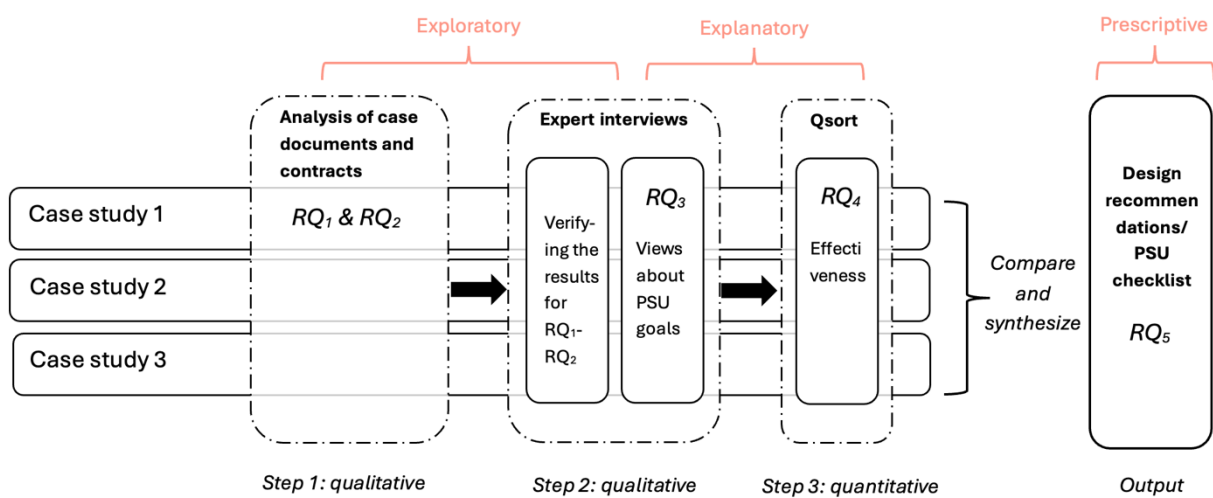 Exploratory
Explanatory
Prescriptive
Analysis of case
documents and
contracts
Expert interviews
Qsort
Case study 1
Case study 2
Case study 3
RQ₁ & RQ₂
Verify-
ing the
results
for
RQ₁-
RQ₂
RQ₃
Views
about
PSU
goals
RQ₄
Effecti
veness
Compare
and
synthesize
Design
recommen
dations/
PSU
checklist
RQ₅
Step 1: qualitative
Step 2: qualitative
Step 3: quantitative
Output